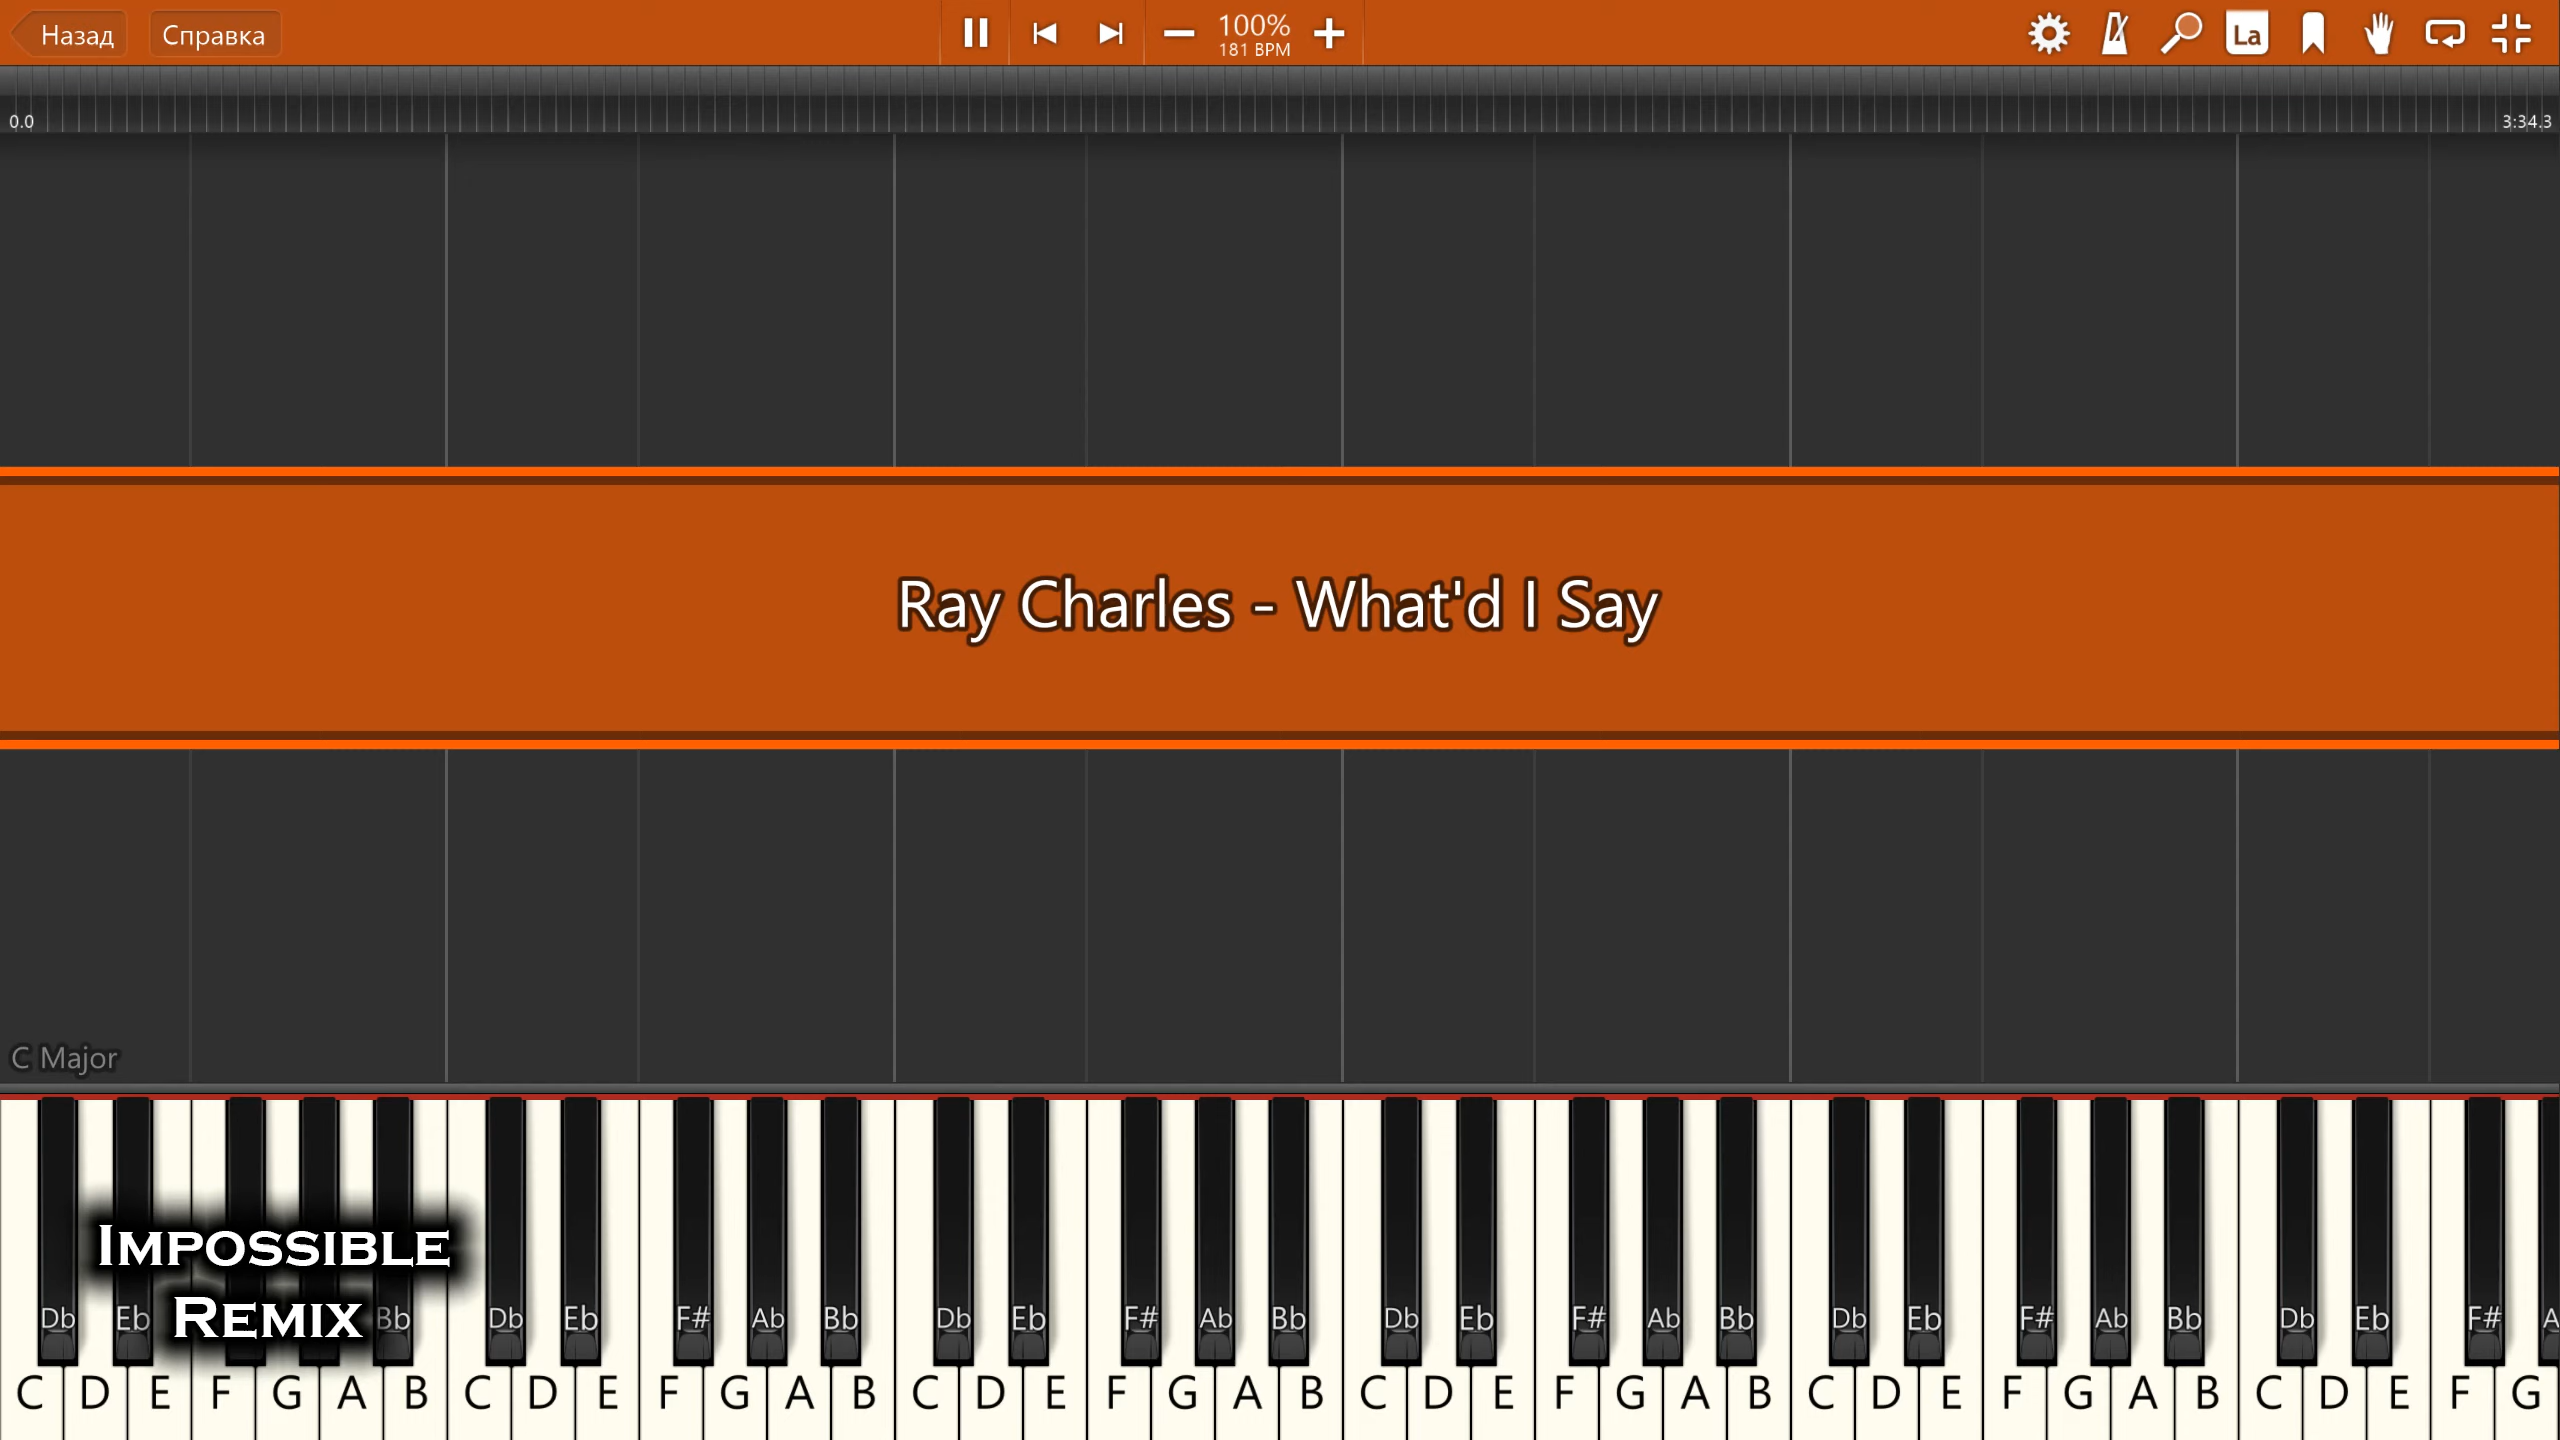 Назад Справка 100% La
181 BPM
0.0 3:34.3
Ray Charles - What'd I Say
C Major
IMPOSSIBLE
REMIX
Db Eb Bb Db Eb F# Ab Bb Db Eb F# Ab Bb Db Eb F# Ab Bb Db Eb F# Ab Bb Db Eb F# A
C D E F G A B C D E F G A B C D E F G A B C D E F G A B C D E F G A B C D E F G